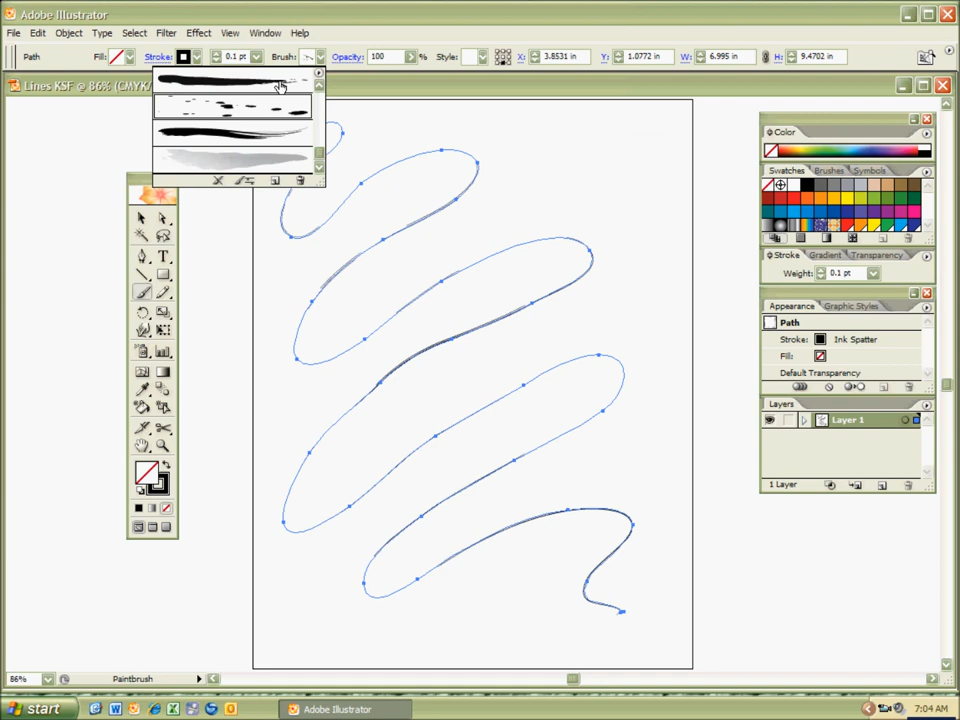 Adobe Illustrator
File Edit Object Type Select Filter Effect View Window Help
Path Fill: Stroke: 0.1 pt Brush: Opacity: 100 % Style: X: 3.8531 in Y: 1.0772 in W: 6.995 in H: 9.4702 in
Lines KSF @ 86% (CMYK/
Color
Swatches Brushes Symbols
Stroke Gradient Transparency
Weight: 0.1 pt
Appearance Graphic Styles
Path
Stroke: Ink Spatter
Fill:
Default Transparency
Layers
Layer 1
1 Layer
T
86% Paintbrush
start Adobe Illustrator 7:04 AM